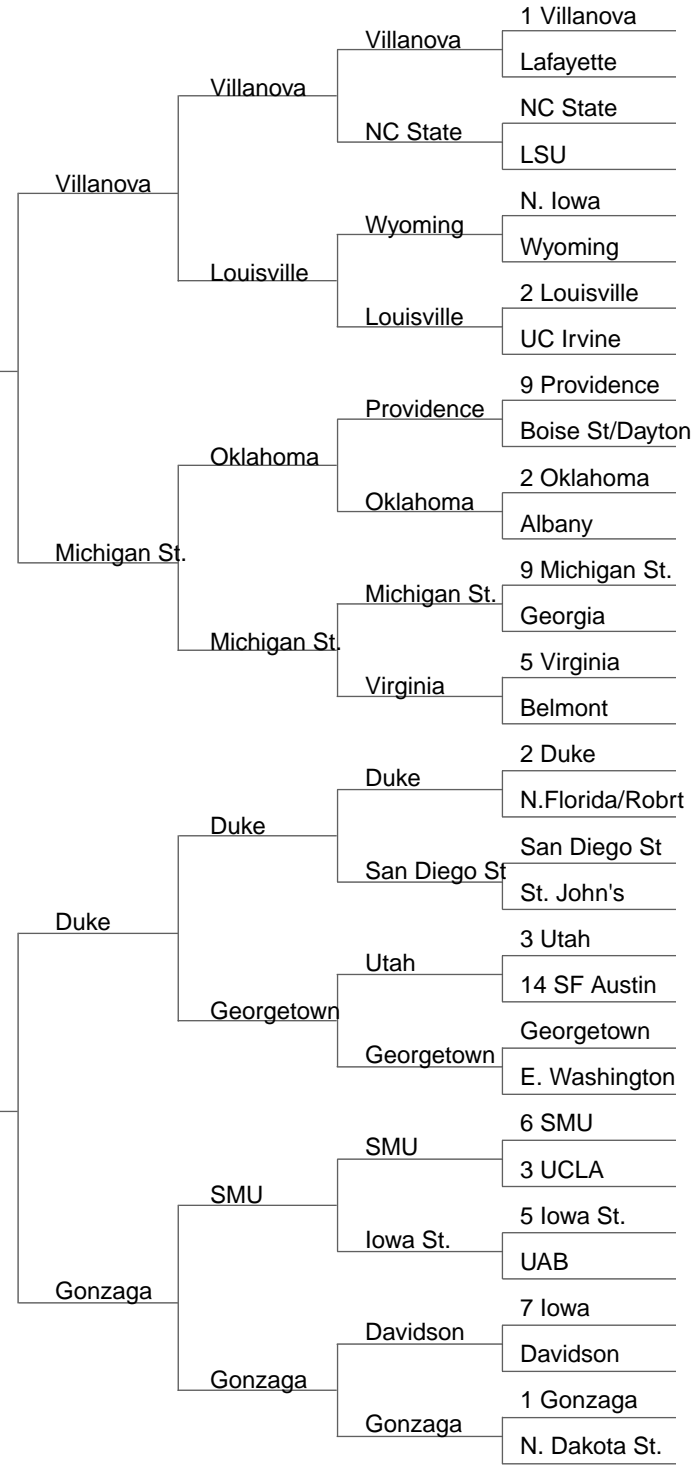 1 Villanova
Villanova
Lafayette
Villanova
NC State
NC State
LSU
Villanova
N. Iowa
Wyoming
Wyoming
Louisville
2 Louisville
Louisville
UC Irvine
9 Providence
Providence
Boise St/Dayton
Oklahoma
2 Oklahoma
Oklahoma
Albany
Michigan St.
9 Michigan St.
Michigan St.
Georgia
Michigan St.
5 Virginia
Virginia
Belmont
2 Duke
Duke
N.Florida/Robrt
Duke
San Diego St
San Diego St
St. John's
Duke
3 Utah
Utah
14 SF Austin
Georgetown
Georgetown
Georgetown
E. Washington
6 SMU
SMU
3 UCLA
SMU
5 Iowa St.
Iowa St.
UAB
Gonzaga
7 Iowa
Davidson
Davidson
Gonzaga
1 Gonzaga
Gonzaga
N. Dakota St.